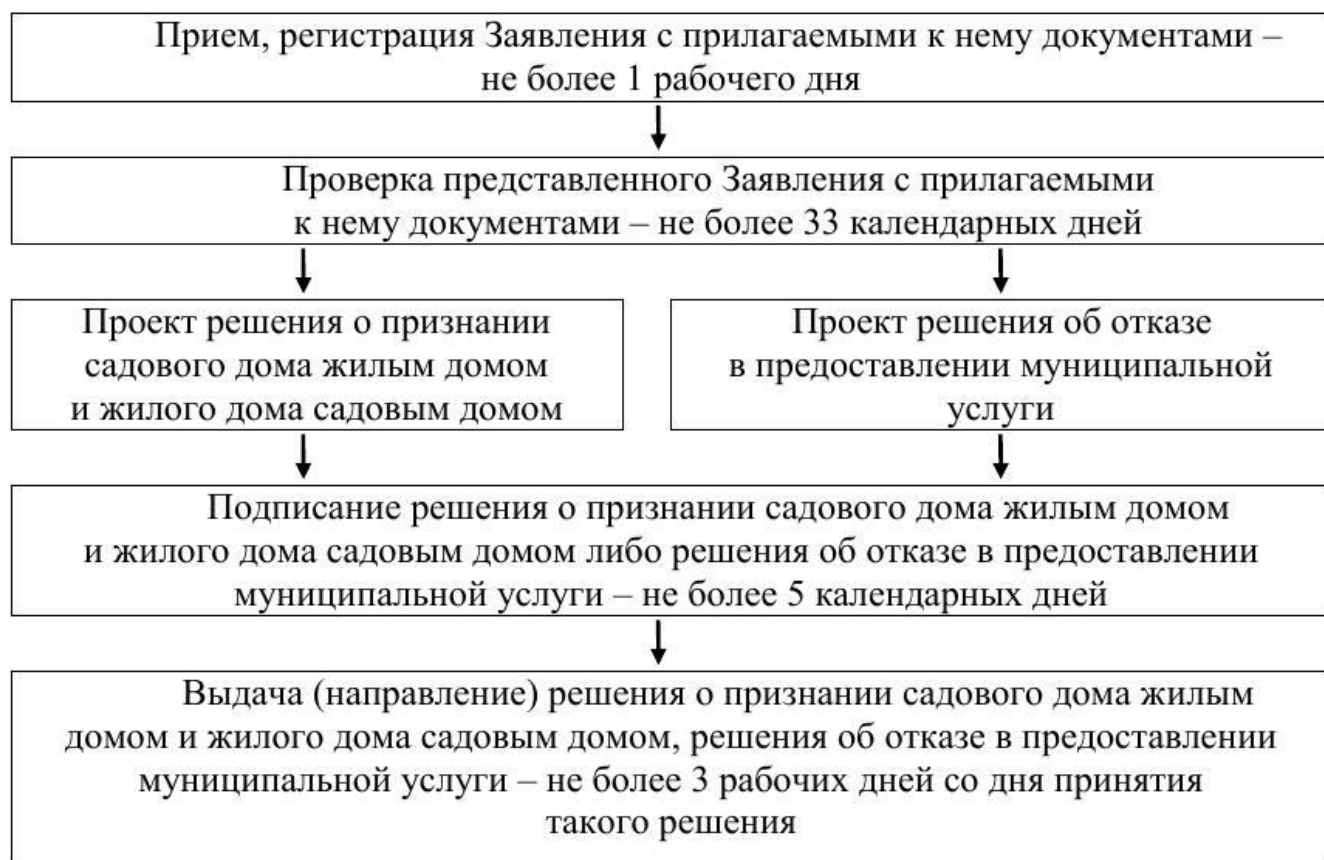 Прием, регистрация Заявления с прилагаемыми к нему документами –
не более 1 рабочего дня
Проверка представленного Заявления с прилагаемыми
к нему документами – не более 33 календарных дней
Проект решения о признании
садового дома жилым домом
и жилого дома садовым домом
Проект решения об отказе
в предоставлении муниципальной
услуги
Подписание решения о признании садового дома жилым домом
и жилого дома садовым домом либо решения об отказе в предоставлении
муниципальной услуги – не более 5 календарных дней
Выдача (направление) решения о признании садового дома жилым
домом и жилого дома садовым домом, решения об отказе в предоставлении
муниципальной услуги – не более 3 рабочих дней со дня принятия
такого решения